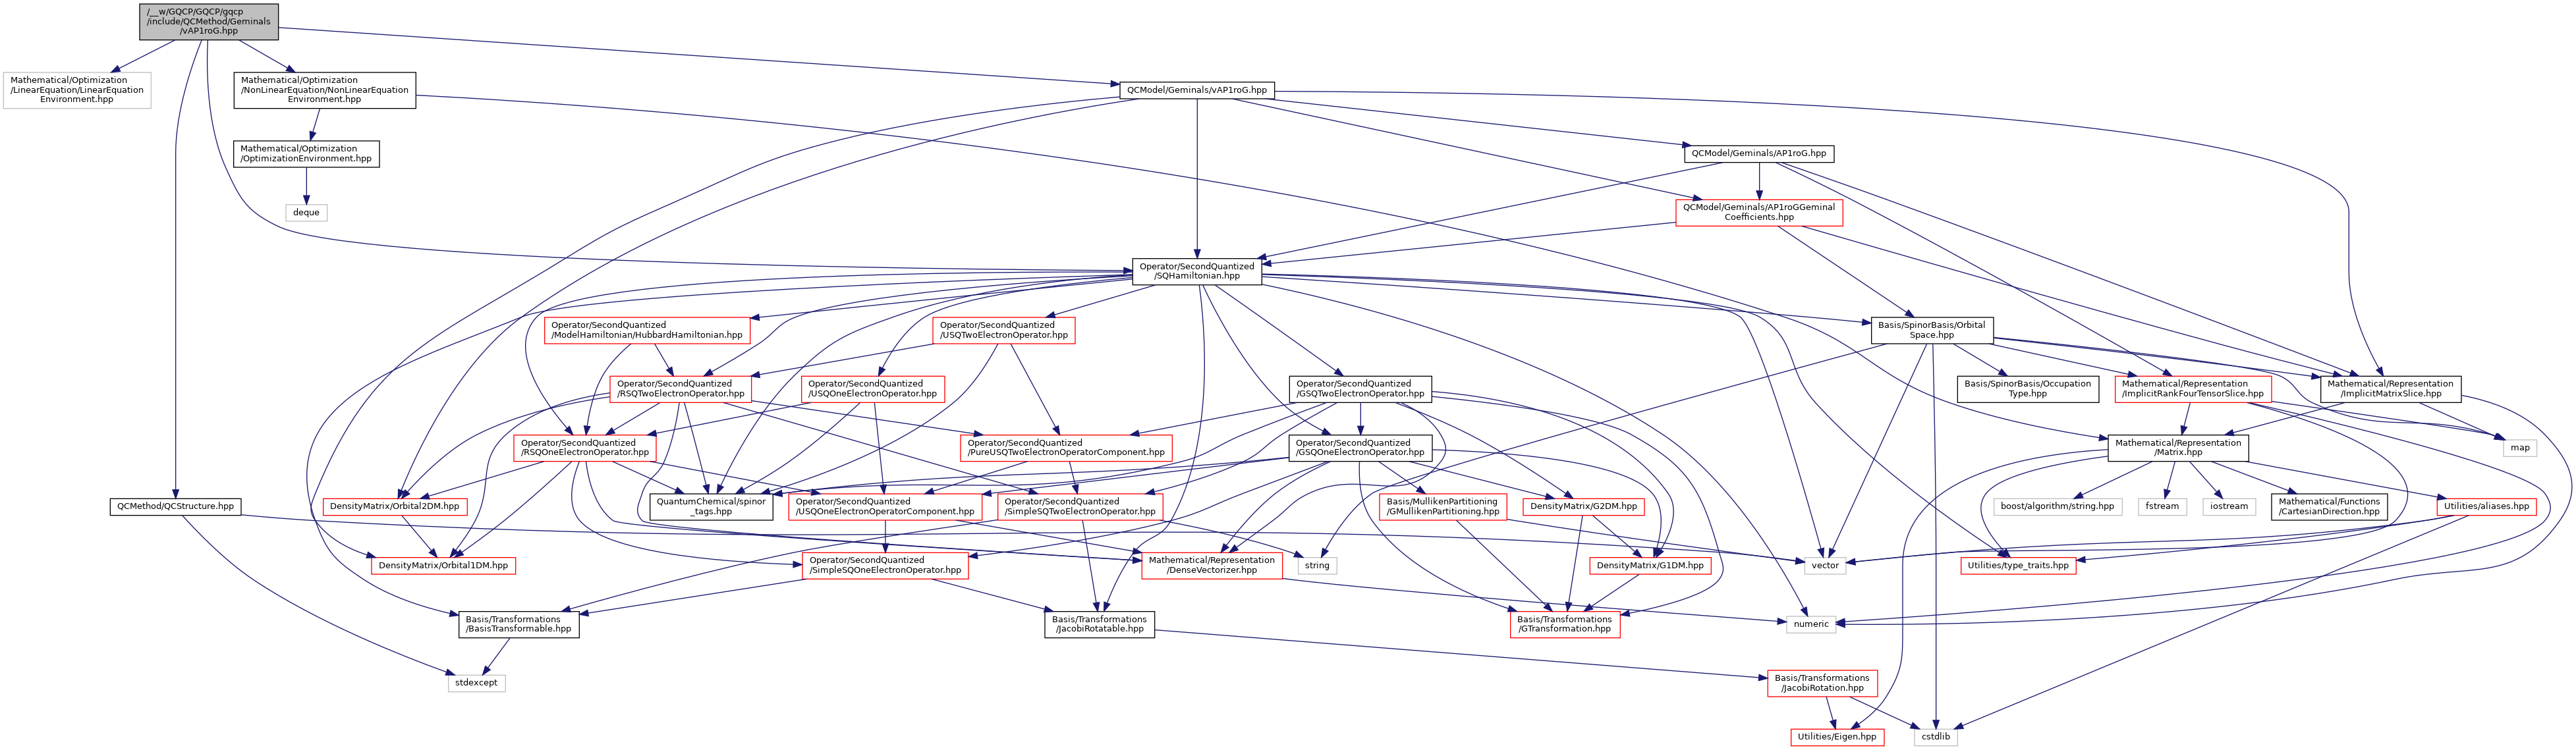 /__w/GQCP/GQCP/gqcp
/include/QCMethod/Geminals
/vAP1roG.hpp
Mathematical/Optimization
/LinearEquation/LinearEquation
Environment.hpp
Mathematical/Optimization
/NonLinearEquation/NonLinearEquation
Environment.hpp
QCModel/Geminals/vAP1roG.hpp
Mathematical/Optimization
/OptimizationEnvironment.hpp
QCModel/Geminals/AP1roG.hpp
deque
QCModel/Geminals/AP1roGGeminal
Coefficients.hpp
Operator/SecondQuantized
/SQHamiltonian.hpp
Operator/SecondQuantized
/ModelHamiltonian/HubbardHamiltonian.hpp
Operator/SecondQuantized
/USQTwoElectronOperator.hpp
Basis/SpinorBasis/Orbital
Space.hpp
Operator/SecondQuantized
/RSQTwoElectronOperator.hpp
Operator/SecondQuantized
/USQOneElectronOperator.hpp
Operator/SecondQuantized
/GSQTwoElectronOperator.hpp
Basis/SpinorBasis/Occupation
Type.hpp
Mathematical/Representation
/ImplicitRankFourTensorSlice.hpp
Mathematical/Representation
/ImplicitMatrixSlice.hpp
Operator/SecondQuantized
/RSQOneElectronOperator.hpp
Operator/SecondQuantized
/PureUSQTwoElectronOperatorComponent.hpp
Operator/SecondQuantized
/GSQOneElectronOperator.hpp
Mathematical/Representation
/Matrix.hpp
map
QCMethod/QCStructure.hpp
DensityMatrix/Orbital2DM.hpp
QuantumChemical/spinor
_tags.hpp
Operator/SecondQuantized
/USQOneElectronOperatorComponent.hpp
Operator/SecondQuantized
/SimpleSQTwoElectronOperator.hpp
Basis/MullikenPartitioning
/GMullikenPartitioning.hpp
DensityMatrix/G2DM.hpp
boost/algorithm/string.hpp
fstream
iostream
Mathematical/Functions
/CartesianDirection.hpp
Utilities/aliases.hpp
DensityMatrix/Orbital1DM.hpp
Operator/SecondQuantized
/SimpleSQOneElectronOperator.hpp
Mathematical/Representation
/DenseVectorizer.hpp
string
DensityMatrix/G1DM.hpp
vector
Utilities/type_traits.hpp
Basis/Transformations
/BasisTransformable.hpp
Basis/Transformations
/JacobiRotatable.hpp
Basis/Transformations
/GTransformation.hpp
numeric
stdexcept
Basis/Transformations
/JacobiRotation.hpp
Utilities/Eigen.hpp
cstdlib